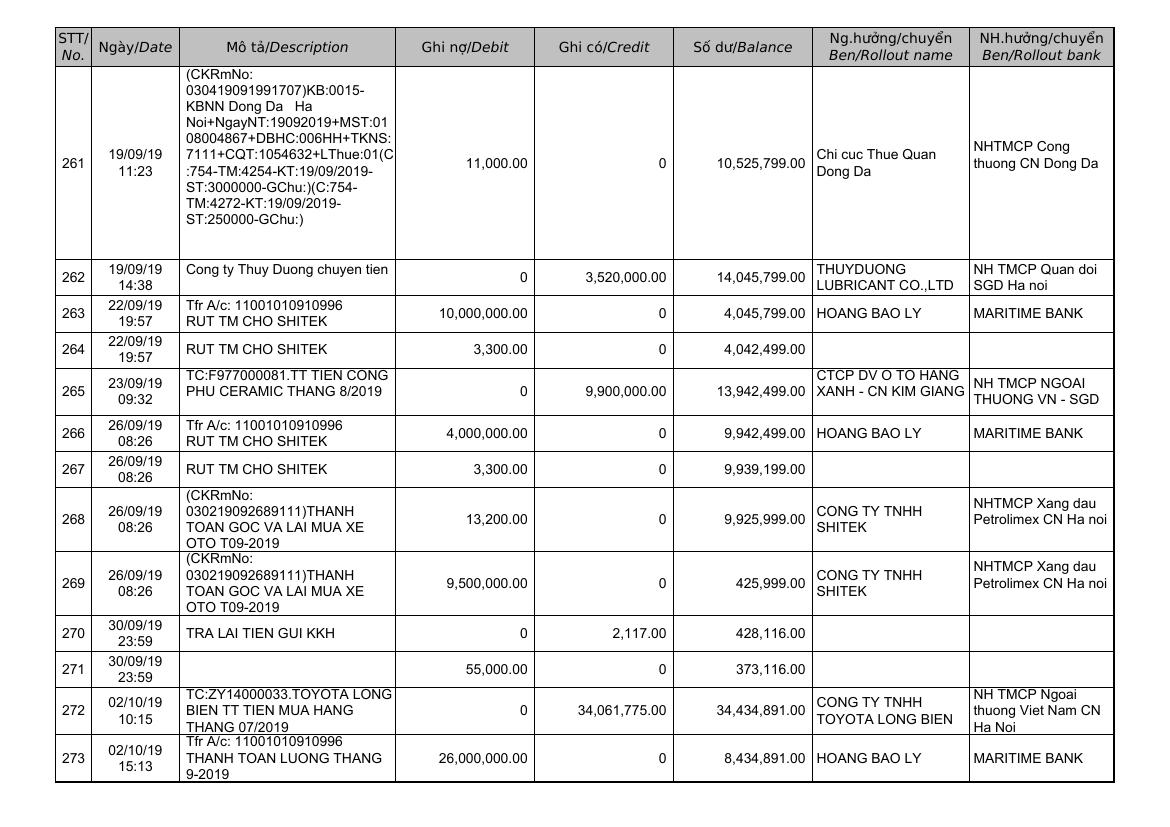 STT/ Ngày/Date Mô tả/Description Ghi nợ/Debit Ghi có/Credit Số dư/Balance Ng.hưởng/chuyển NH.hưởng/chuyển
No. Ben/Rollout name Ben/Rollout bank
(CKRmNo:
030419091991707)KB:0015-
KBNN Dong Da Ha
Noi+NgayNT:19092019+MST:01
08004867+DBHC:006HH+TKNS:
261 19/09/19 11:23 7111+CQT:1054632+LThue:01(C 11,000.00 0 10,525,799.00 Chi cuc Thue Quan Dong Da NHTMCP Cong thuong CN Dong Da
:754-TM:4254-KT:19/09/2019-
ST:3000000-GChu:)(C:754-
TM:4272-KT:19/09/2019-
ST:250000-GChu:)
262 19/09/19 Cong ty Thuy Duong chuyen tien 0 3,520,000.00 14,045,799.00 THUYDUONG NH TMCP Quan doi
14:38 LUBRICANT CO.,LTD SGD Ha noi
263 22/09/19 Tfr A/c: 11001010910996 10,000,000.00 0 4,045,799.00 HOANG BAO LY MARITIME BANK
19:57 RUT TM CHO SHITEK
264 22/09/19 RUT TM CHO SHITEK 3,300.00 0 4,042,499.00
19:57
265 23/09/19 TC:F977000081.TT TIEN CONG 0 9,900,000.00 13,942,499.00 CTCP DV O TO HANG NH TMCP NGOAI
09:32 PHU CERAMIC THANG 8/2019 XANH - CN KIM GIANG THUONG VN - SGD
266 26/09/19 Tfr A/c: 11001010910996 4,000,000.00 0 9,942,499.00 HOANG BAO LY MARITIME BANK
08:26 RUT TM CHO SHITEK
267 26/09/19 RUT TM CHO SHITEK 3,300.00 0 9,939,199.00
08:26
(CKRmNo:
268 26/09/19 030219092689111)THANH 13,200.00 0 9,925,999.00 CONG TY TNHH NHTMCP Xang dau
08:26 TOAN GOC VA LAI MUA XE SHITEK Petrolimex CN Ha noi
OTO T09-2019
(CKRmNo:
269 26/09/19 030219092689111)THANH 9,500,000.00 0 425,999.00 CONG TY TNHH NHTMCP Xang dau
08:26 TOAN GOC VA LAI MUA XE SHITEK Petrolimex CN Ha noi
OTO T09-2019
270 30/09/19 TRA LAI TIEN GUI KKH 0 2,117.00 428,116.00
23:59
271 30/09/19 55,000.00 0 373,116.00
23:59
TC:ZY14000033.TOYOTA LONG NH TMCP Ngoai
272 02/10/19 BIEN TT TIEN MUA HANG 0 34,061,775.00 34,434,891.00 CONG TY TNHH thuong Viet Nam CN
10:15 THANG 07/2019 TOYOTA LONG BIEN Ha Noi
Tfr A/c: 11001010910996
273 02/10/19 THANH TOAN LUONG THANG 26,000,000.00 0 8,434,891.00 HOANG BAO LY MARITIME BANK
15:13 9-2019